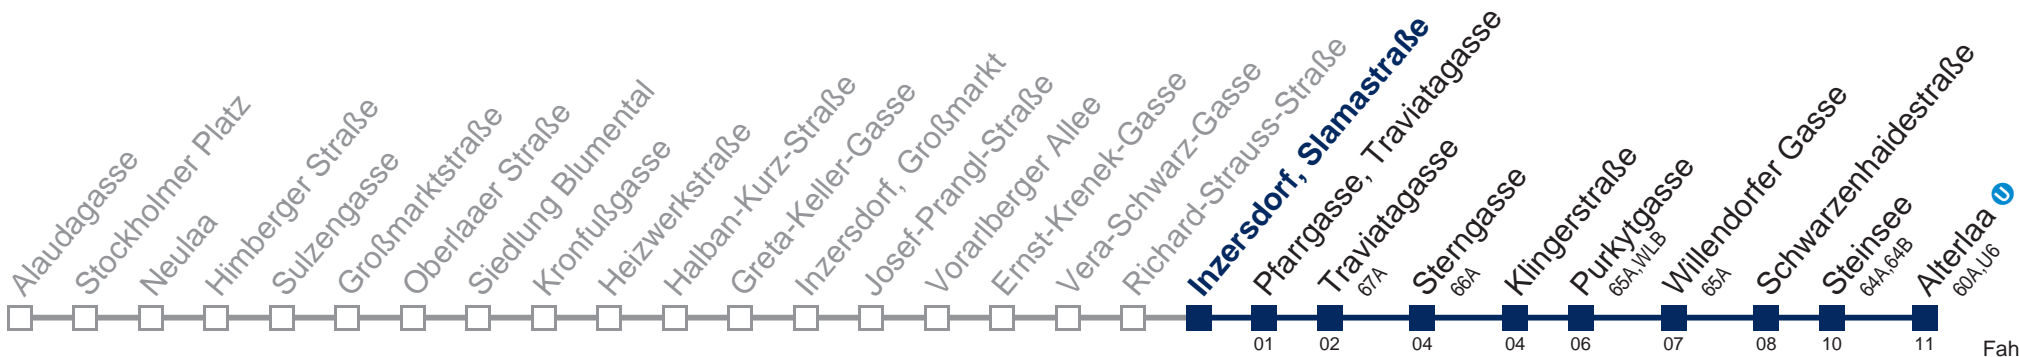 Alaudagasse
Stockholmer Platz
Neulaa
Himberger Straße
Sulzengasse
Großmarktstraße
Oberlaaer Straße
Siedlung Blumental
Kronfußgasse
Heizwerkstraße
Halban-Kurz-Straße
Greta-Keller-Gasse
Inzersdorf, Großmarkt
Josef-Prangl-Straße
Vorarlberger Allee
Ernst-Krenek-Gasse
Vera-Schwarz-Gasse
Richard-Strauss-Straße
Inzersdorf, Slamastraße
Pfarrgasse, Traviatagasse
Traviatagasse
67A
Sterngasse
66A
Klingerstraße
Purkytgasse
65A,WLB
Willendorfer Gasse
65A
Schwarzenhaidestraße
Steinsee
64A,64B
Alterlaa U
60A,U6
01 02 04 04 06 07 08 10 11
Fah